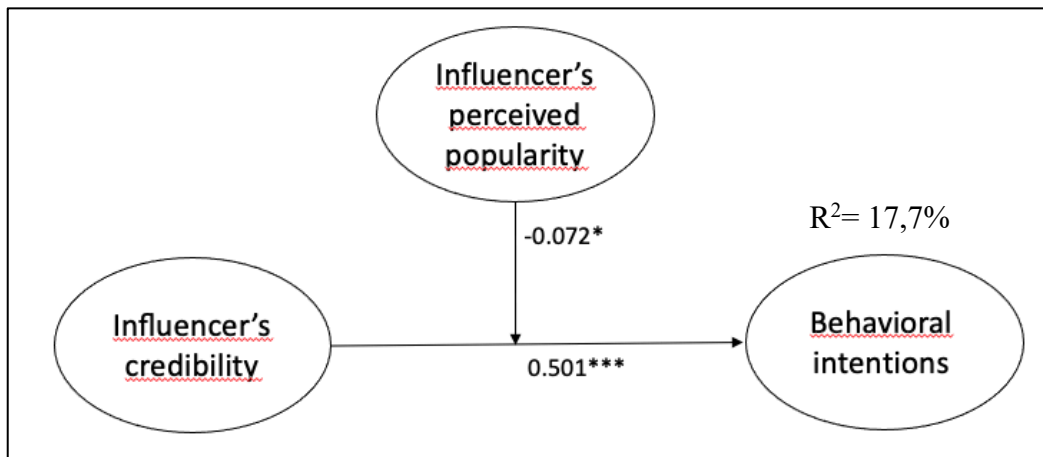 Influencer’s
perceived
popularity
R²= 17,7%
-0.072*
Influencer’s
credibility
0.501***
Behavioral
intentions